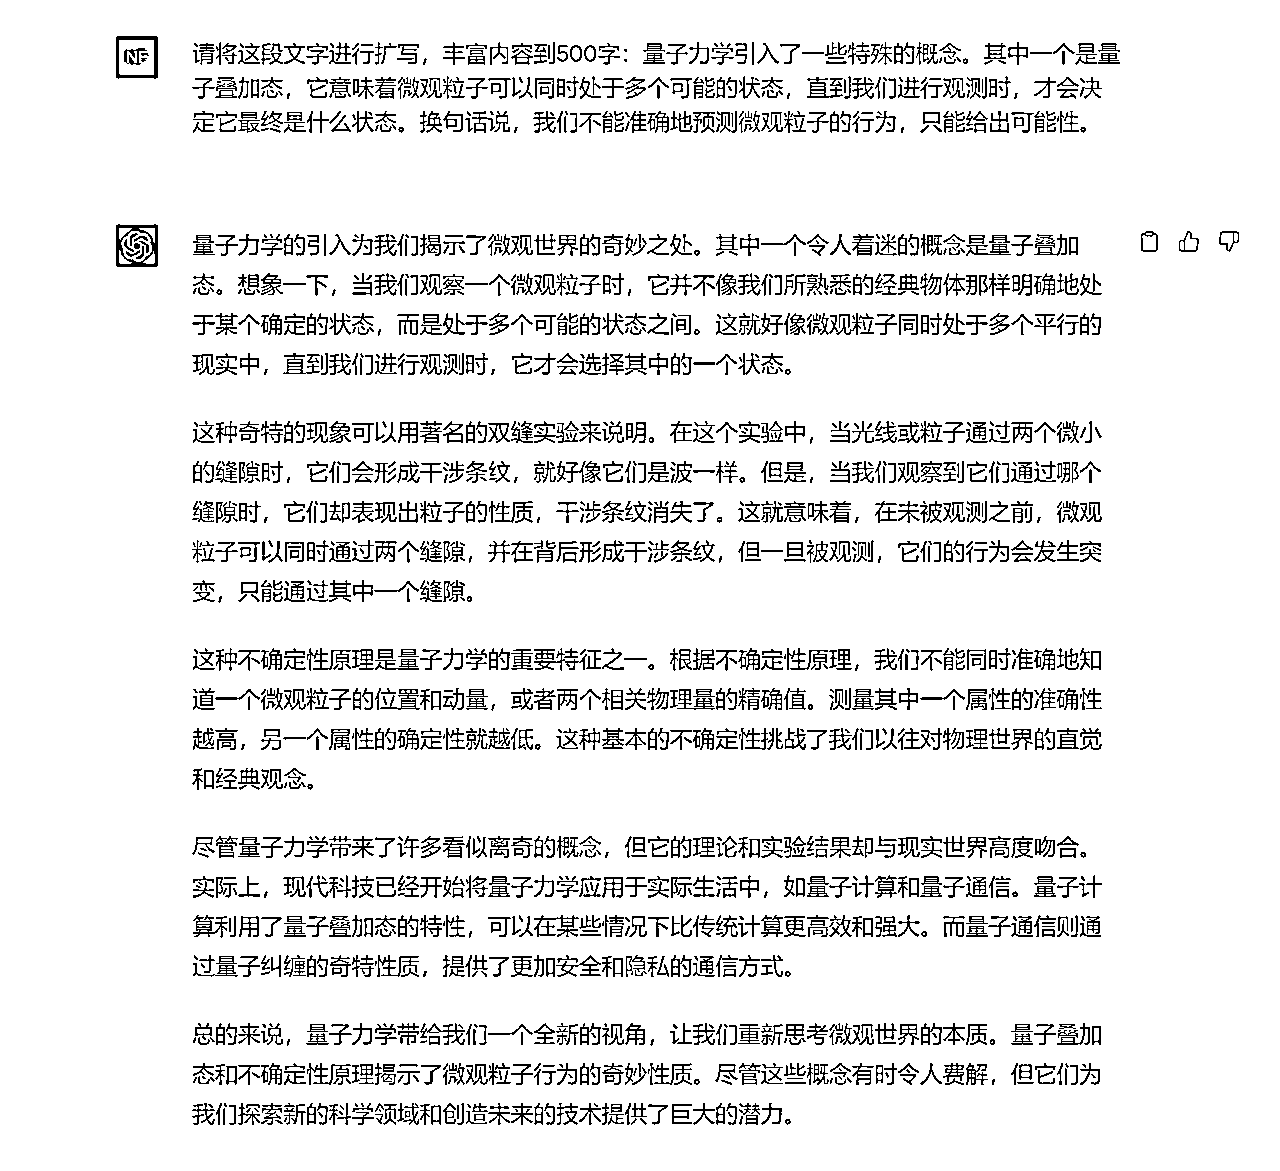 NF
请将这段文字进行扩写，丰富内容到500字：量子力学引入了一些特殊的概念。其中一个是量
子叠加态，它意味着微观粒子可以同时处于多个可能的状态，直到我们进行观测时，才会决
定它最终是什么状态。换句话说，我们不能准确地预测微观粒子的行为，只能给出可能性。
量子力学的引入为我们揭示了微观世界的奇妙之处。其中一个令人着迷的概念是量子叠加
态。想象一下，当我们观察一个微观粒子时，它并不像我们所熟悉的经典物体那样明确地处
于某个确定的状态，而是处于多个可能的状态之间。这就好像微观粒子同时处于多个平行的
现实中，直到我们进行观测时，它才会选择其中的一个状态。
这种奇特的现象可以用著名的双缝实验来说明。在这个实验中，当光线或粒子通过两个微小
的缝隙时，它们会形成干涉条纹，就好像它们是波一样。但是，当我们观察到它们通过哪个
缝隙时，它们却表现出粒子的性质，干涉条纹消失了。这就意味着，在未被观测之前，微观
粒子可以同时通过两个缝隙，并在背后形成干涉条纹，但一旦被观测，它们的行为会发生突
变，只能通过其中一个缝隙。
这种不确定性原理是量子力学的重要特征之一。根据不确定性原理，我们不能同时准确地知
道一个微观粒子的位置和动量，或者两个相关物理量的精确值。测量其中一个属性的准确性
越高，另一个属性的确定性就越低。这种基本的不确定性挑战了我们以往对物理世界的直觉
和经典观念。
尽管量子力学带来了许多看似离奇的概念，但它的理论和实验结果却与现实世界高度吻合。
实际上，现代科技已经开始将量子力学应用于实际生活中，如量子计算和量子通信。量子计
算利用了量子叠加态的特性，可以在某些情况下比传统计算更高效和强大。而量子通信则通
过量子纠缠的奇特性质，提供了更加安全和隐私的通信方式。
总的来说，量子力学带给我们一个全新的视角，让我们重新思考微观世界的本质。量子叠加
态和不确定性原理揭示了微观粒子行为的奇妙性质。尽管这些概念有时令人费解，但它们为
我们探索新的科学领域和创造未来的技术提供了巨大的潜力。